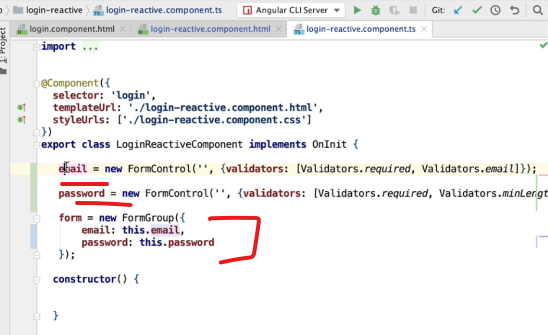 login-reactive login-reactive.component.ts Angular CLI Server Git:
login.component.html login-reactive.component.html login-reactive.component.ts
1: Project
import ...
@Component({
selector: 'login',
templateUrl: './login-reactive.component.html',
styleUrls: ['./login-reactive.component.css']
})
export class LoginReactiveComponent implements OnInit {
email = new FormControl('', {validators: [Validators.required, Validators.email]});
password = new FormControl('', {validators: [Validators.required, Validators.minLengt
form = new FormGroup({
email: this.email,
password: this.password
});
constructor() {
}